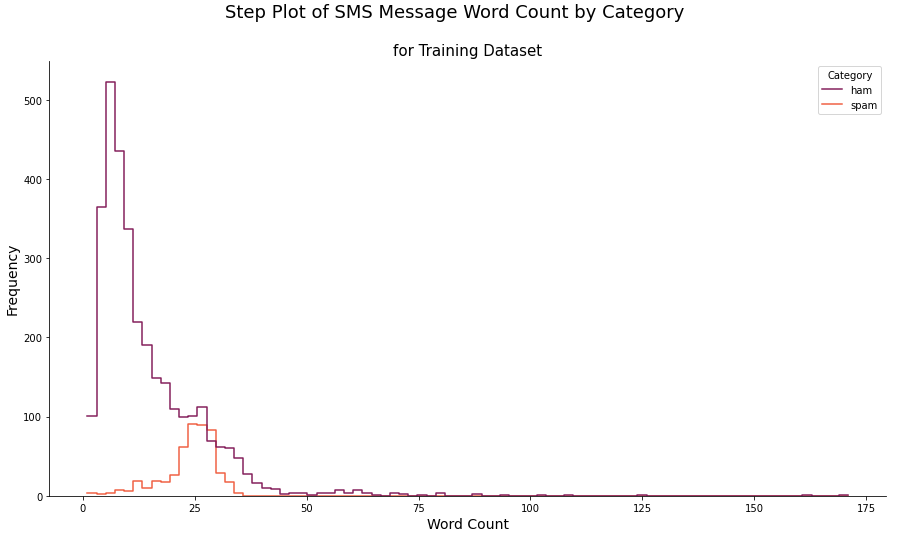 Step Plot of SMS Message Word Count by Category
for Training Dataset
Category
ham
spam
500
400
300
200
100
0
Frequency
0 25 50 75 100 125 150 175
Word Count